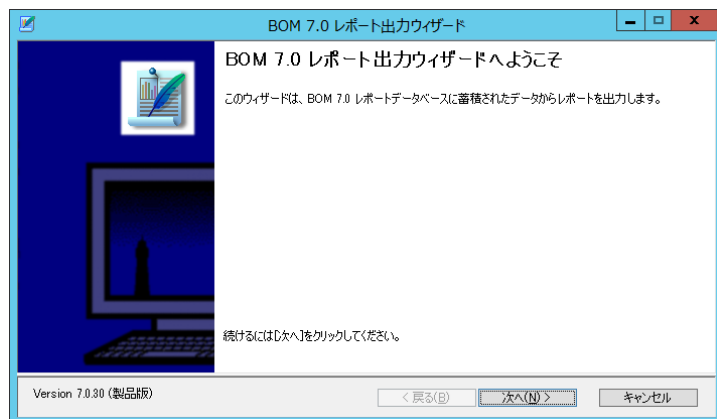 BOM 7.0 レポート出力ウィザード
BOM 7.0 レポート出力ウィザードへようこそ
このウィザードは、BOM 7.0 レポートデータベースに蓄積されたデータからレポートを出力します。
続けるには[次へ]をクリックしてください。
Version 7.0.30 (製品版)
< 戻る(B)
次へ(N) >
キャンセル